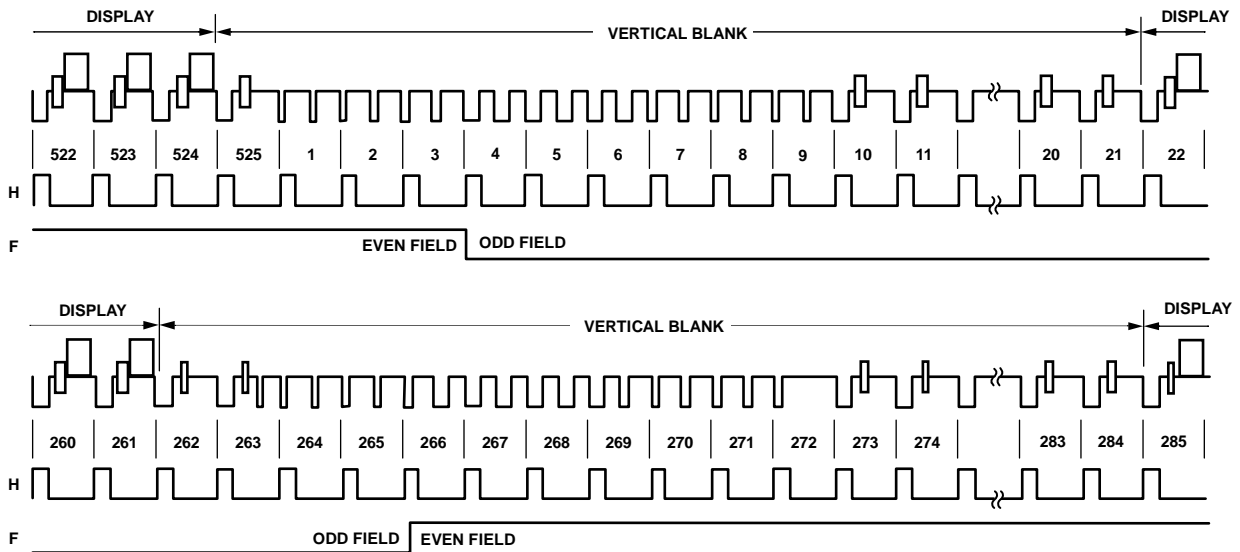 DISPLAY DISPLAY
VERTICAL BLANK
522 523 524 525 1 2 3 4 5 6 7 8 9 10 11 20 21 22
H
F EVEN FIELD ODD FIELD
DISPLAY DISPLAY
VERTICAL BLANK
260 261 262 263 264 265 266 267 268 269 270 271 272 273 274 283 284 285
H
F ODD FIELD EVEN FIELD